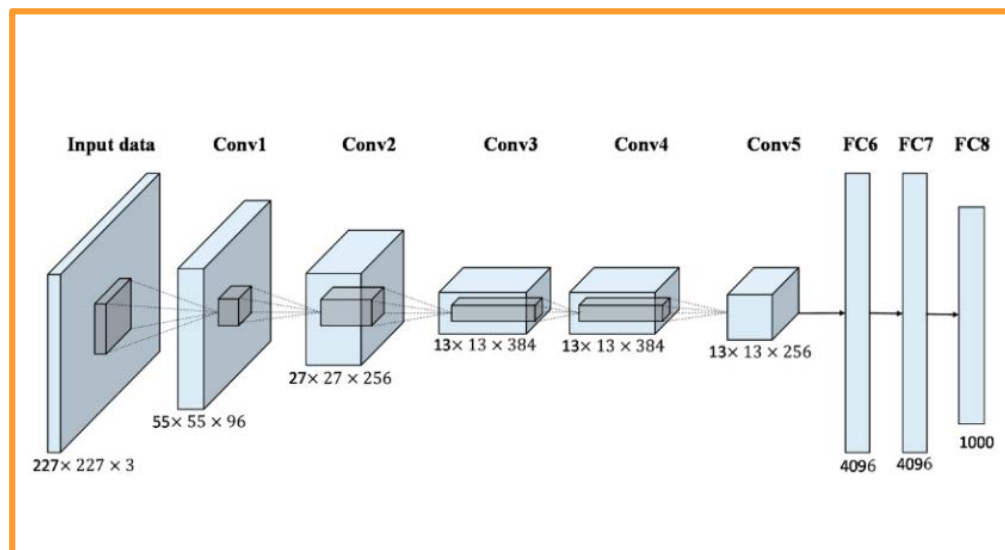 Input data Conv1 Conv2 Conv3 Conv4 Conv5 FC6 FC7 FC8
13× 13 × 384 13× 13 × 384 13× 13 × 256
27× 27 × 256
55× 55 × 96
1000
227× 227 × 3 4096 4096